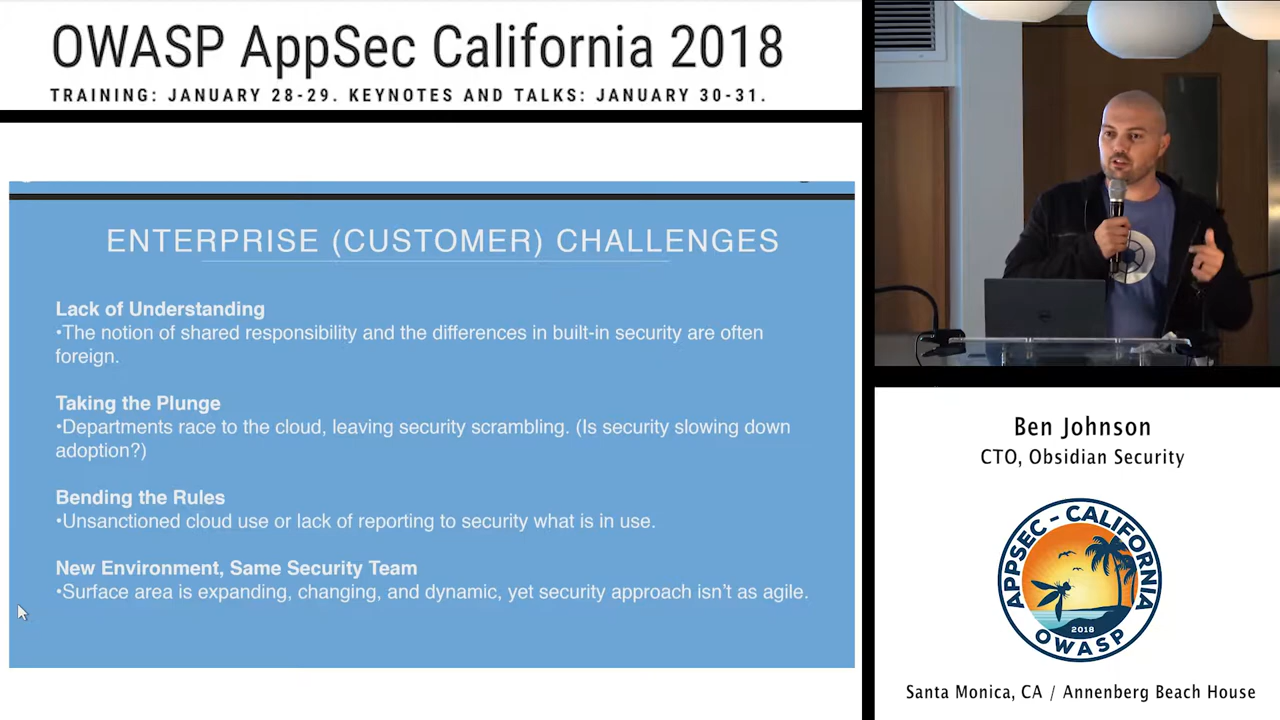 OWASP AppSec California 2018
TRAINING: JANUARY 28-29. KEYNOTES AND TALKS: JANUARY 30-31.
ENTERPRISE (CUSTOMER) CHALLENGES
Lack of Understanding
•The notion of shared responsibility and the differences in built-in security are often
foreign.
Taking the Plunge
•Departments race to the cloud, leaving security scrambling. (Is security slowing down
adoption?)
Bending the Rules
•Unsanctioned cloud use or lack of reporting to security what is in use.
New Environment, Same Security Team
•Surface area is expanding, changing, and dynamic, yet security approach isn't as agile.
Ben Johnson
CTO, Obsidian Security
APPSEC - CALIFORNIA
2018
OWASP
Santa Monica, CA / Annenberg Beach House